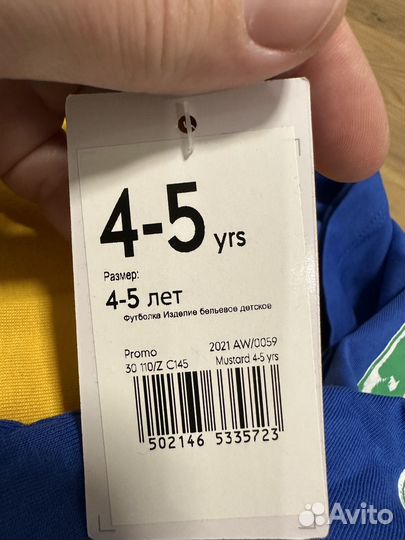 4-5 yrs
Размер:
4-5 лет
Футболка Изделие бельевое детское
Promo 2021 AW/0059
30 110/Z C145 Mustard 4-5 yrs
502146 5335723
Avito